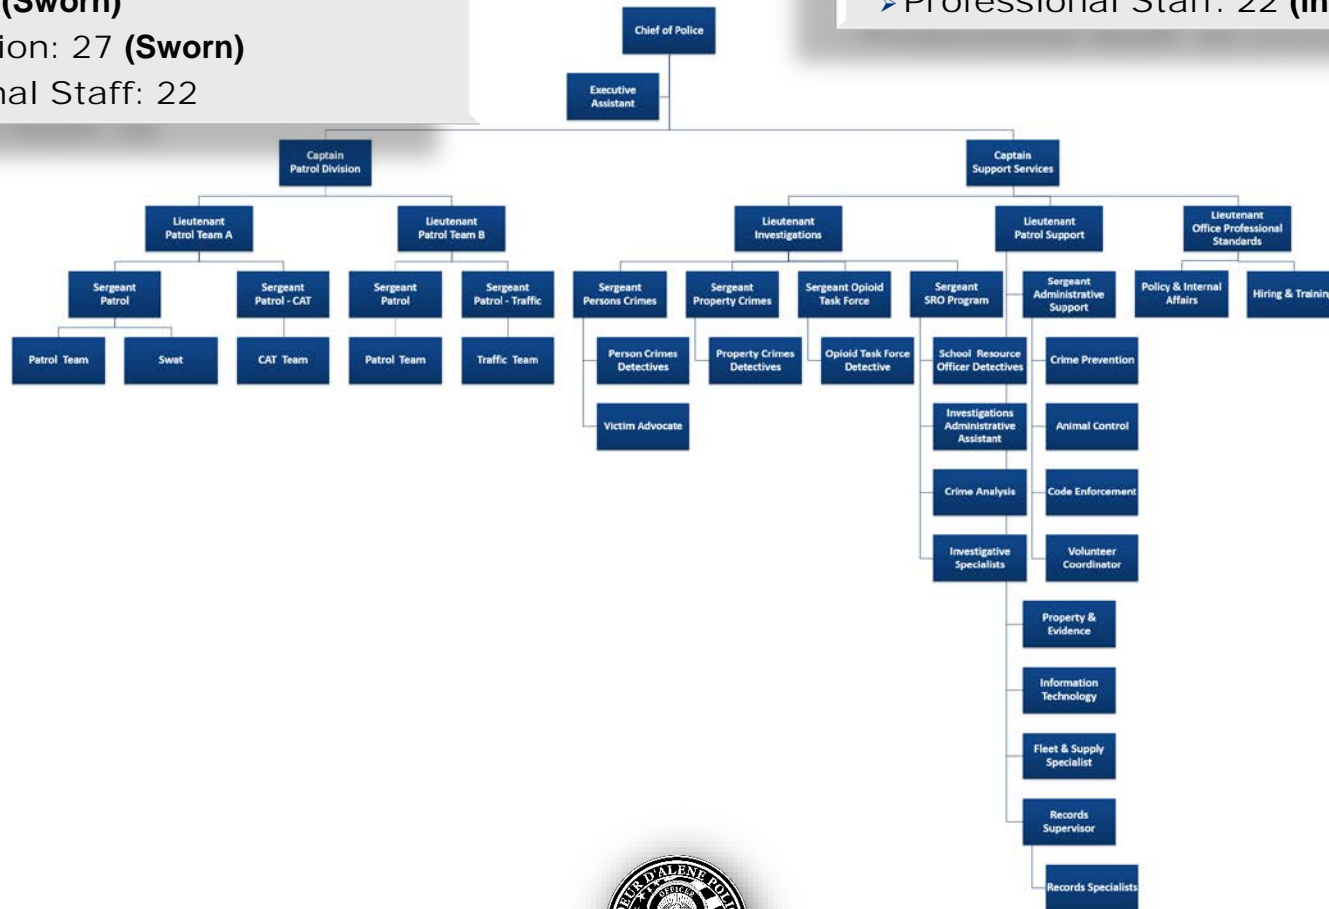 (Sworn)
ion: 27 (Sworn)
nal Staff: 22
Professional Staff: 22
Chief of Police
Executive
Assistant
Captain
Patrol Division
Captain
Support Services
Lieutenant
Patrol Team A
Lieutenant
Patrol Team B
Lieutenant
Investigations
Lieutenant
Patrol Support
Lieutenant
Office Professional
Standards
Sergeant
Patrol
Sergeant
Patrol - CAT
Sergeant
Patrol
Sergeant
Patrol - Traffic
Sergeant
Persons Crimes
Sergeant
Property Crimes
Sergeant Opioid
Task Force
Sergeant
SRO Program
Sergeant
Administrative
Support
Policy & Internal
Affairs
Hiring & Training
Patrol Team
Swat
CAT Team
Patrol Team
Traffic Team
Person Crimes
Detectives
Property Crimes
Detectives
Opioid Task Force
Detective
School Resource
Officer Detectives
Crime Prevention
Victim Advocate
Investigations
Administrative
Assistant
Animal Control
Crime Analysis
Code Enforcement
Investigative
Specialists
Volunteer
Coordinator
Property &
Evidence
Information
Technology
Fleet & Supply
Specialist
Records
Supervisor
Records Specialists
EUR D'ALENE POLI
OFFICER